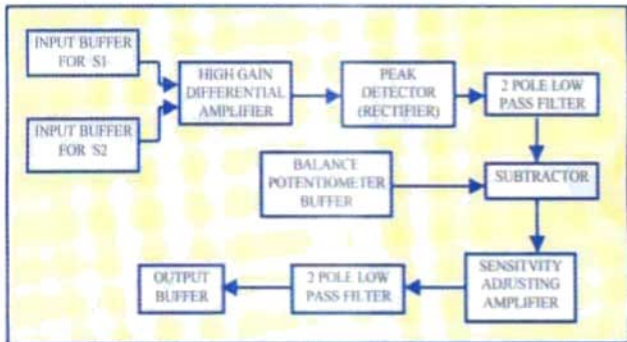 INPUT BUFFER
FOR S1
HIGH GAIN
DIFFERENTIAL
AMPLIFIER
PEAK
DETECTOR
(RECTIFIER)
2 POLE LOW
PASS FILTER
INPUT BUFFER
FOR S2
BALANCE
POTENTIOMETER
BUFFER
SUBTRACTOR
OUTPUT
BUFFER
2 POLE LOW
PASS FILTER
SENSITVITY
ADJUSTING
AMPLIFIER